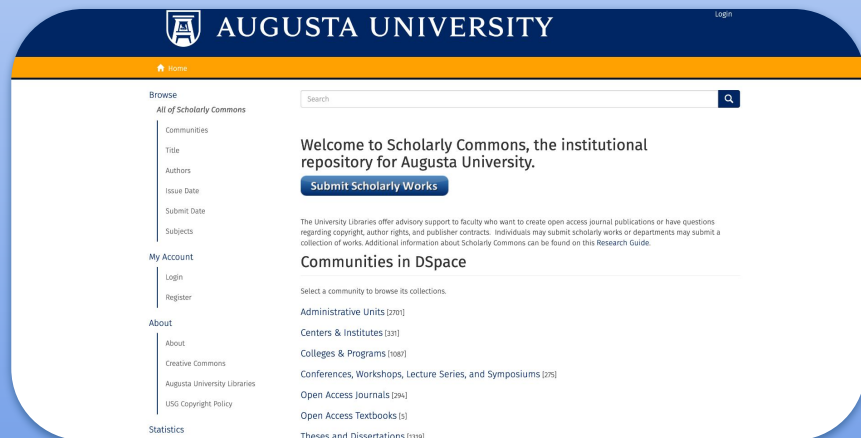 AUGUSTA UNIVERSITY
Login
Home
Browse
All of Scholarly Commons
Communities
Title
Authors
Issue Date
Submit Date
Subjects
My Account
Login
Register
About
About
Creative Commons
Augusta University Libraries
USG Copyright Policy
Statistics
Search
Welcome to Scholarly Commons, the institutional
repository for Augusta University.
Submit Scholarly Works
The University Libraries offer advisory support to faculty who want to create open access journal publications or have questions
regarding copyright, author rights, and publisher contracts. Individuals may submit scholarly works or departments may submit a
collection of works. Additional information about Scholarly Commons can be found on this Research Guide.
Communities in DSpace
Select a community to browse its collections.
Administrative Units [2701]
Centers & Institutes [331]
Colleges & Programs [1087]
Conferences, Workshops, Lecture Series, and Symposiums [275]
Open Access Journals [294]
Open Access Textbooks [5]
Theses and Dissertations [1319]